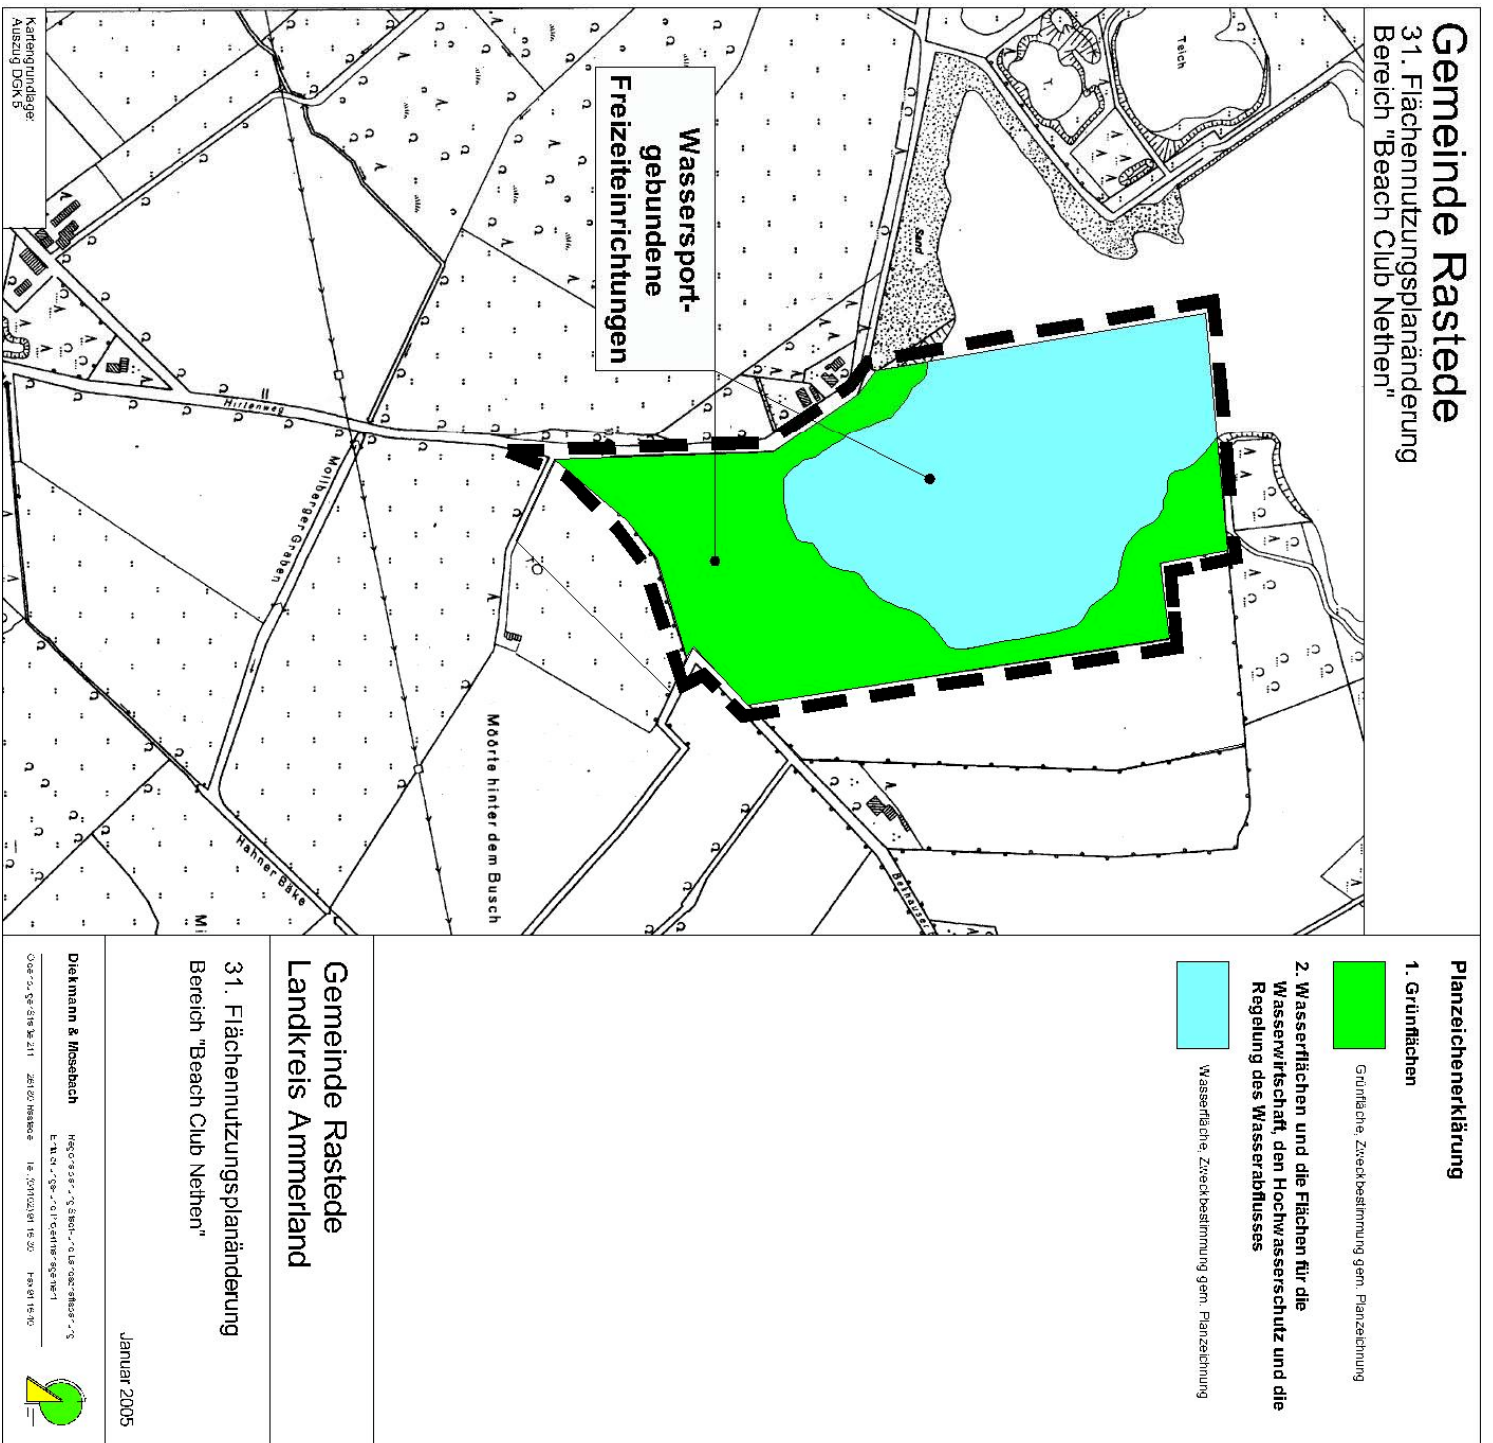 Gemeinde Rastede
31. Flächennutzungsplanänderung
Bereich "Beach Club Nethen"
Teich
T.
Sand
Wassersport-
gebundene
Freizeiteinrichtungen
Hirtenweg
Mollberger Graben
Möörte hinter dem Busch
Hahner Bäke
Bekhauser
Mi
Kartengrundlage:
Auszug DGK 5
Planzeichenerklärung
1. Grünflächen
Grünfläche, Zweckbestimmung gem. Planzeichnung
2. Wasserflächen und die Flächen für die
Wasserwirtschaft, den Hochwasserschutz und die
Regelung des Wasserabflusses
Wasserfläche, Zweckbestimmung gem. Planzeichnung
Gemeinde Rastede
Landkreis Ammerland
31. Flächennutzungsplanänderung
Bereich "Beach Club Nethen"
Januar 2005
Diekmann & Mosebach